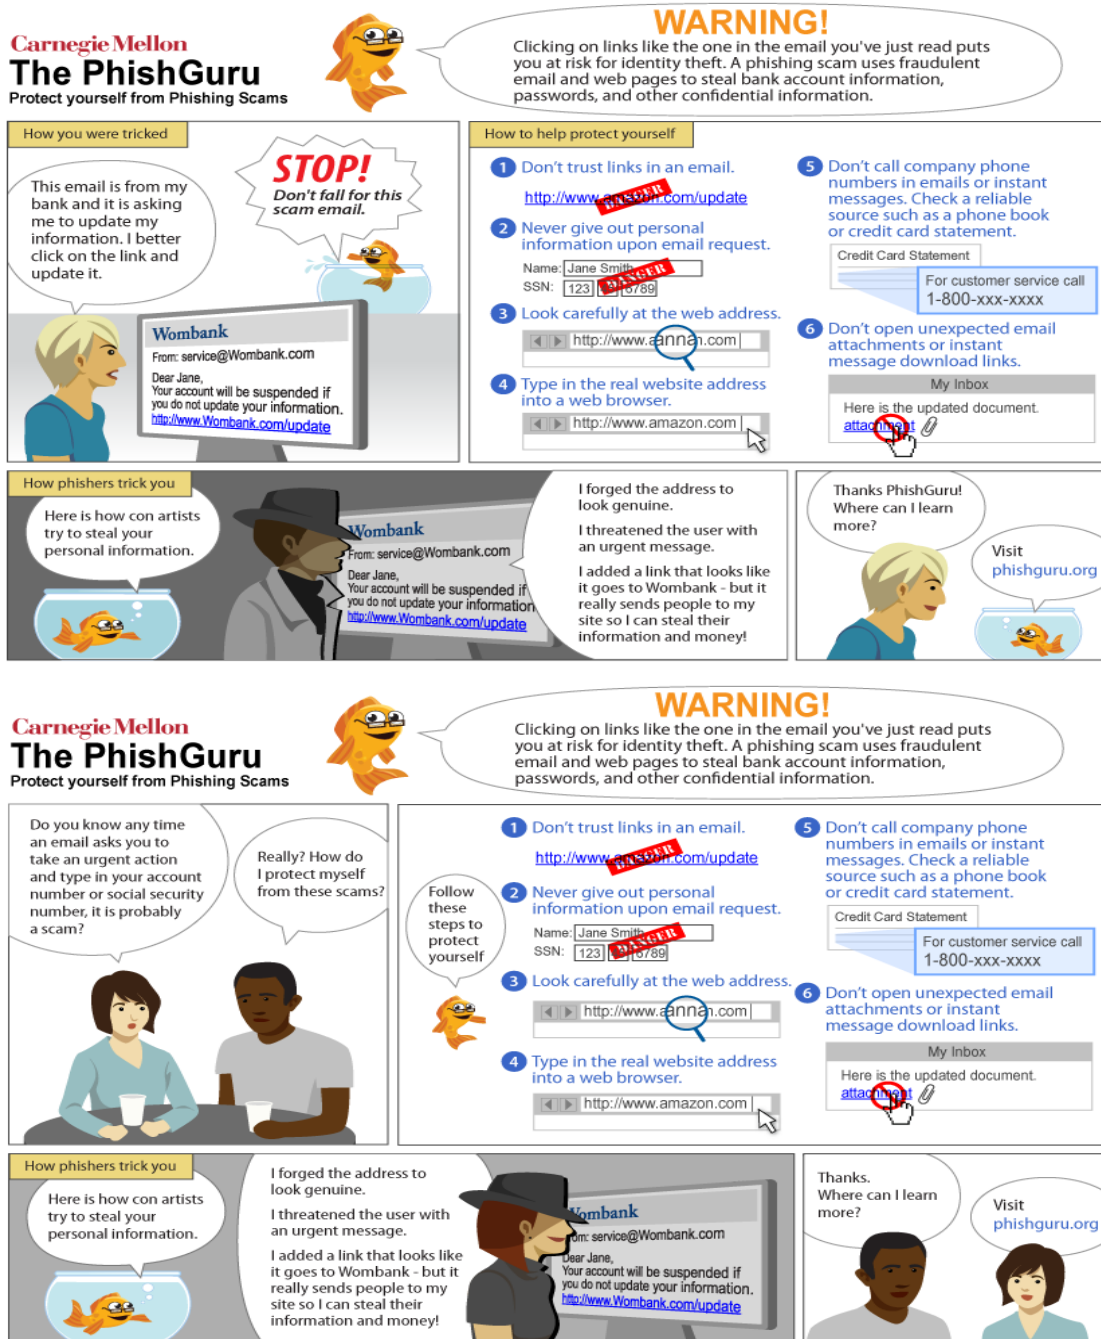 Carnegie Mellon
The PhishGuru
Protect yourself from Phishing Scams
WARNING!
Clicking on links like the one in the email you've just read puts
you at risk for identity theft. A phishing scam uses fraudulent
email and web pages to steal bank account information,
passwords, and other confidential information.
How you were tricked
This email is from my
bank and it is asking
me to update my
information. I better
click on the link and
update it.
STOP!
Don't fall for this
scam email.
Wombank
From: service@Wombank.com
Dear Jane,
Your account will be suspended if
you do not update your information.
http://www.Wombank.com/update
How to help protect yourself
1 Don't trust links in an email.
http://www.amazon.com/update
DANGER
2 Never give out personal
information upon email request.
Name: Jane Smith
SSN: 123 6789
DANGER
3 Look carefully at the web address.
http://www.aannan.com
4 Type in the real website address
into a web browser.
http://www.amazon.com
5 Don't call company phone
numbers in emails or instant
messages. Check a reliable
source such as a phone book
or credit card statement.
Credit Card Statement
For customer service call
1-800-xxx-xxxx
6 Don't open unexpected email
attachments or instant
message download links.
My Inbox
Here is the updated document.
attachment
How phishers trick you
Here is how con artists
try to steal your
personal information.
Wombank
From: service@Wombank.com
Dear Jane,
Your account will be suspended if
you do not update your information
http://www.Wombank.com/update
I forged the address to
look genuine.
I threatened the user with
an urgent message.
I added a link that looks like
it goes to Wombank - but it
really sends people to my
site so I can steal their
information and money!
Thanks PhishGuru!
Where can I learn
more?
Visit
phishguru.org
Carnegie Mellon
The PhishGuru
Protect yourself from Phishing Scams
WARNING!
Clicking on links like the one in the email you've just read puts
you at risk for identity theft. A phishing scam uses fraudulent
email and web pages to steal bank account information,
passwords, and other confidential information.
Do you know any time
an email asks you to
take an urgent action
and type in your account
number or social security
number, it is probably
a scam?
Really? How do
I protect myself
from these scams?
Follow
these
steps to
protect
yourself
1 Don't trust links in an email.
http://www.amazon.com/update
DANGER
2 Never give out personal
information upon email request.
Name: Jane Smith
SSN: 123 6789
DANGER
3 Look carefully at the web address.
http://www.aannan.com
4 Type in the real website address
into a web browser.
http://www.amazon.com
5 Don't call company phone
numbers in emails or instant
messages. Check a reliable
source such as a phone book
or credit card statement.
Credit Card Statement
For customer service call
1-800-xxx-xxxx
6 Don't open unexpected email
attachments or instant
message download links.
My Inbox
Here is the updated document.
attachment
How phishers trick you
Here is how con artists
try to steal your
personal information.
I forged the address to
look genuine.
I threatened the user with
an urgent message.
I added a link that looks like
it goes to Wombank - but it
really sends people to my
site so I can steal their
information and money!
Wombank
From: service@Wombank.com
Dear Jane,
Your account will be suspended if
you do not update your information.
http://www.Wombank.com/update
Thanks.
Where can I learn
more?
Visit
phishguru.org